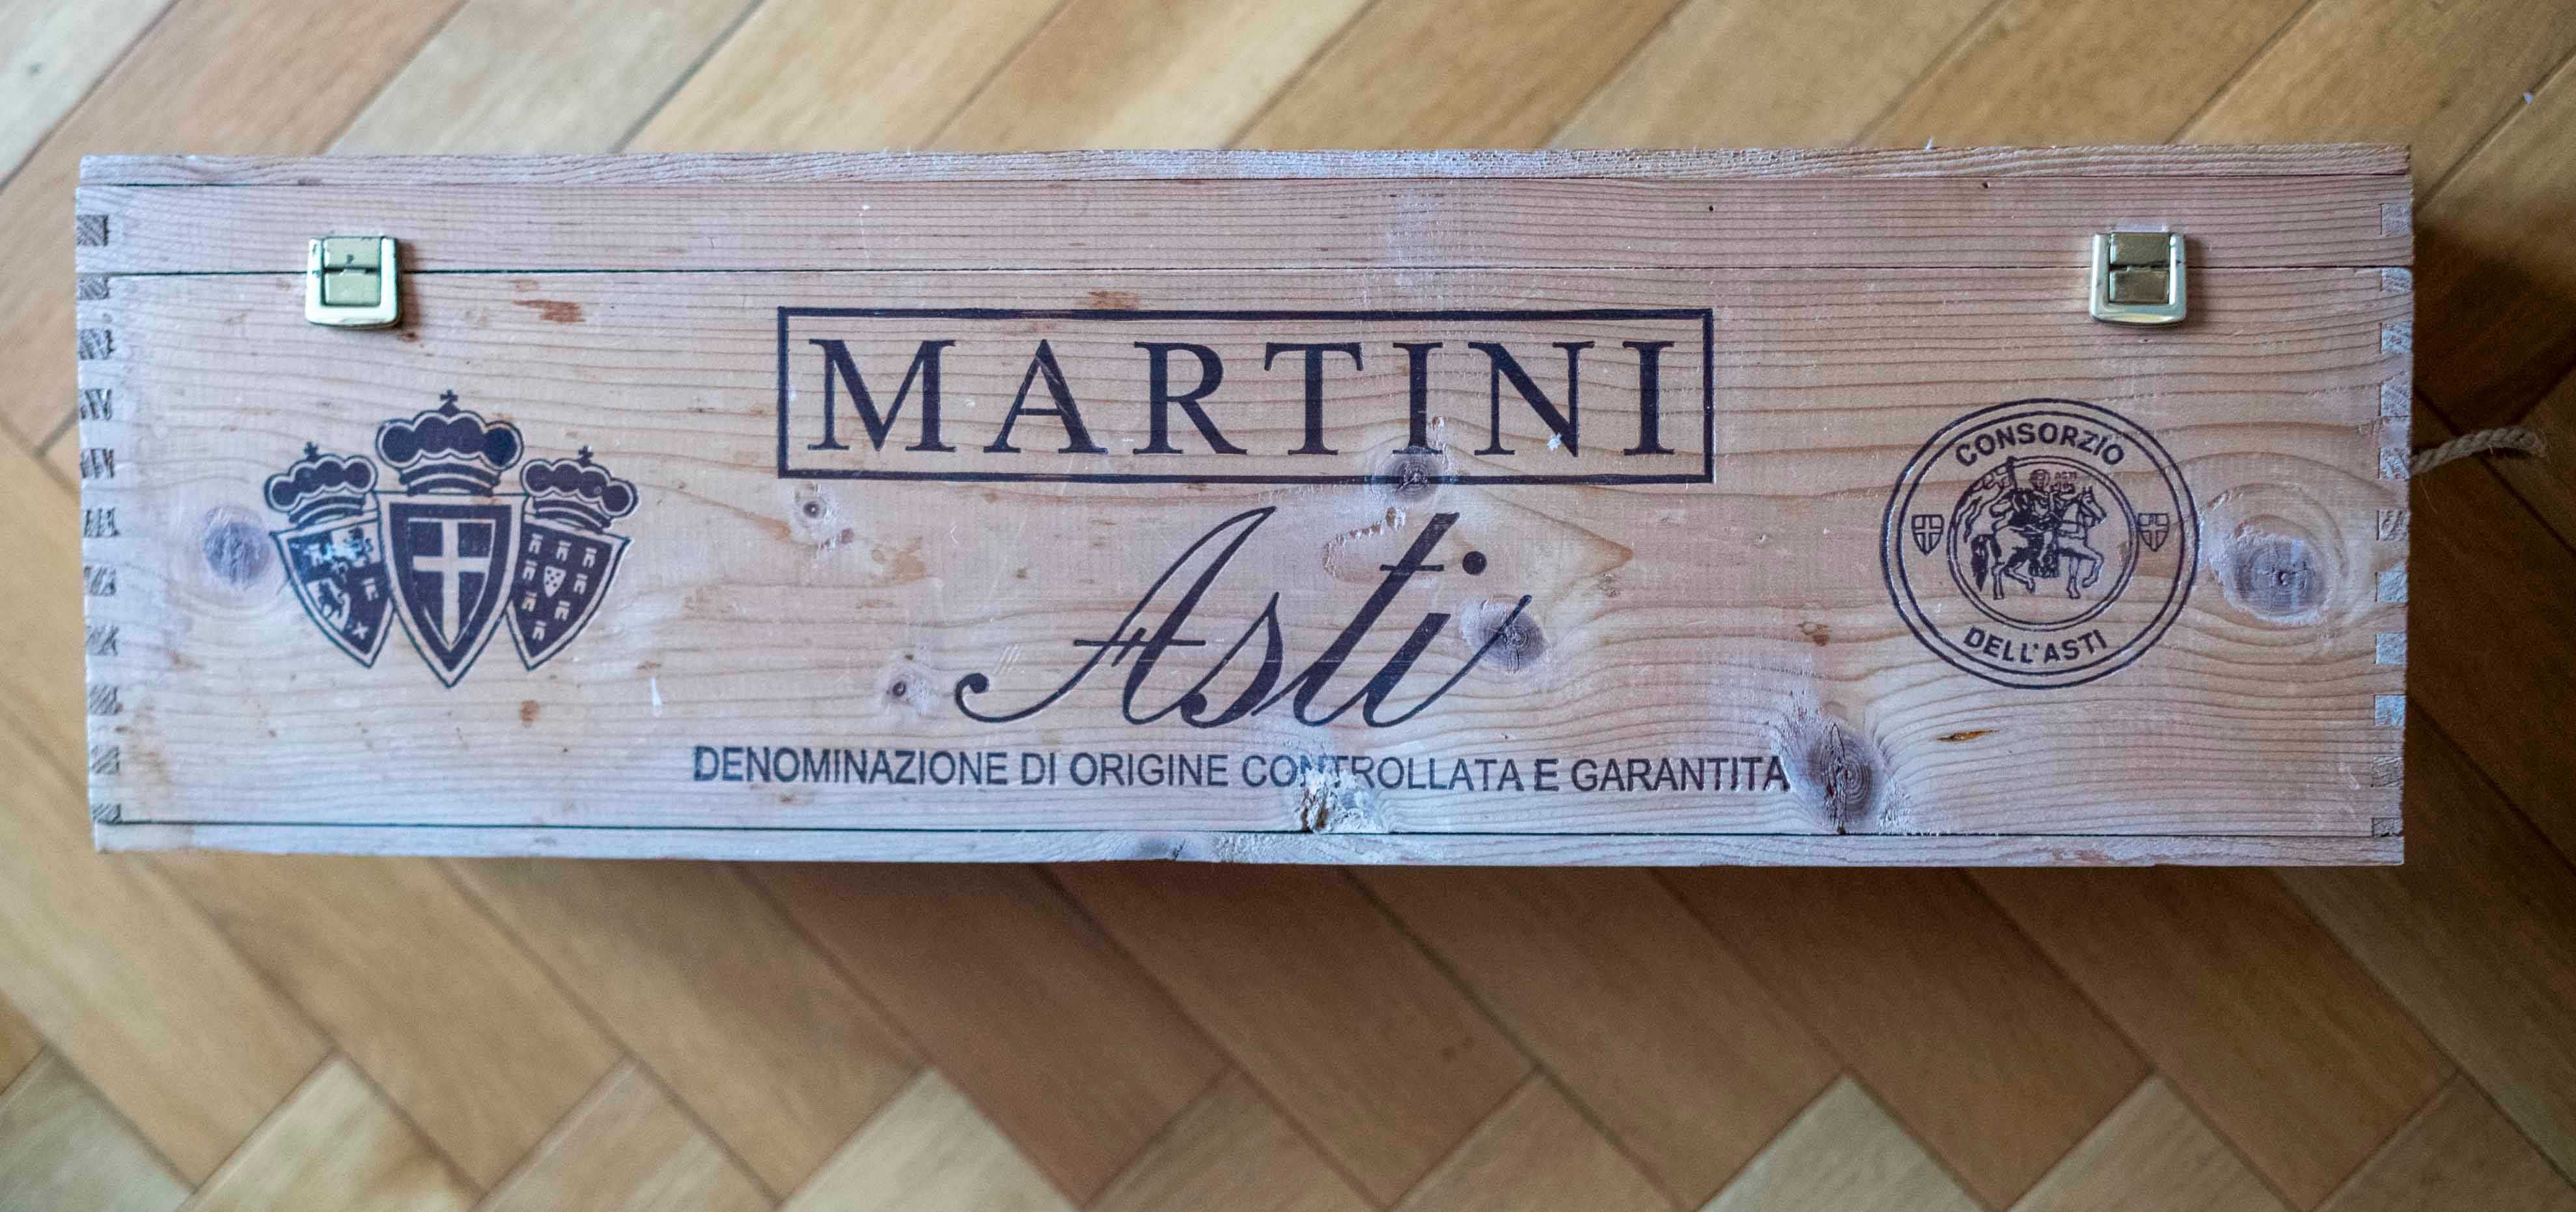 MARTINI
Asti
DENOMINAZIONE DI ORIGINE CONTROLLATA E GARANTITA
CONSORZIO
DELL'ASTI